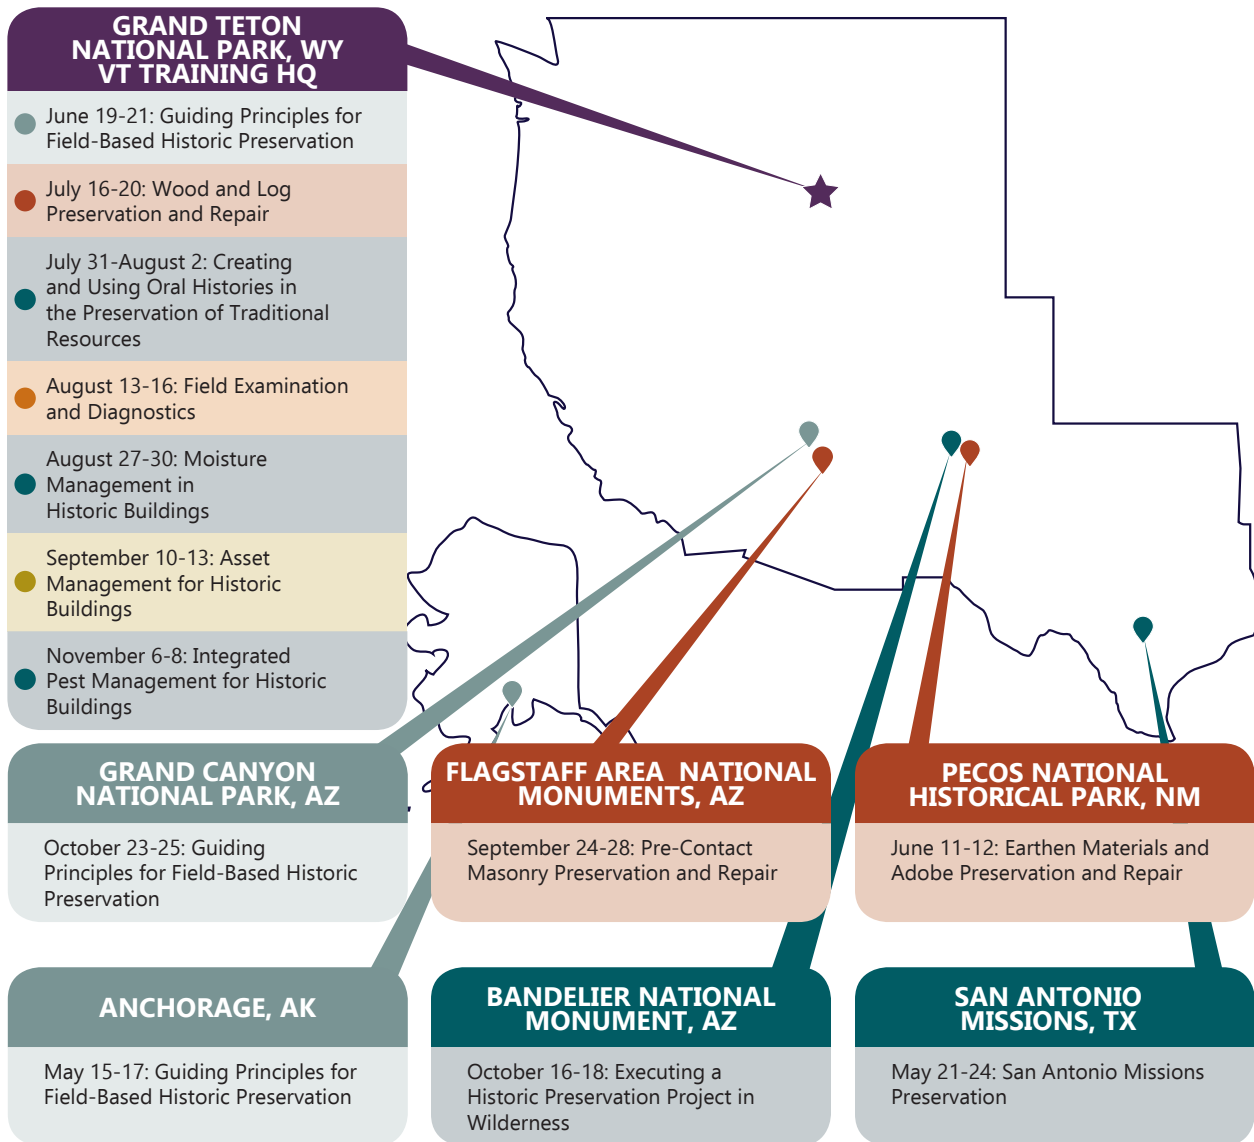 GRAND TETON
NATIONAL PARK, WY
VT TRAINING HQ
June 19-21: Guiding Principles for
Field-Based Historic Preservation
July 16-20: Wood and Log
Preservation and Repair
July 31-August 2: Creating
and Using Oral Histories in
the Preservation of Traditional
Resources
August 13-16: Field Examination
and Diagnostics
August 27-30: Moisture
Management in
Historic Buildings
September 10-13: Asset
Management for Historic
Buildings
November 6-8: Integrated
Pest Management for Historic
Buildings
GRAND CANYON
NATIONAL PARK, AZ
October 23-25: Guiding
Principles for Field-Based Historic
Preservation
FLAGSTAFF AREA NATIONAL
MONUMENTS, AZ
September 24-28: Pre-Contact
Masonry Preservation and Repair
PECOS NATIONAL
HISTORICAL PARK, NM
June 11-12: Earthen Materials and
Adobe Preservation and Repair
ANCHORAGE, AK
May 15-17: Guiding Principles for
Field-Based Historic Preservation
BANDELIER NATIONAL
MONUMENT, AZ
October 16-18: Executing a
Historic Preservation Project in
Wilderness
SAN ANTONIO
MISSIONS, TX
May 21-24: San Antonio Missions
Preservation